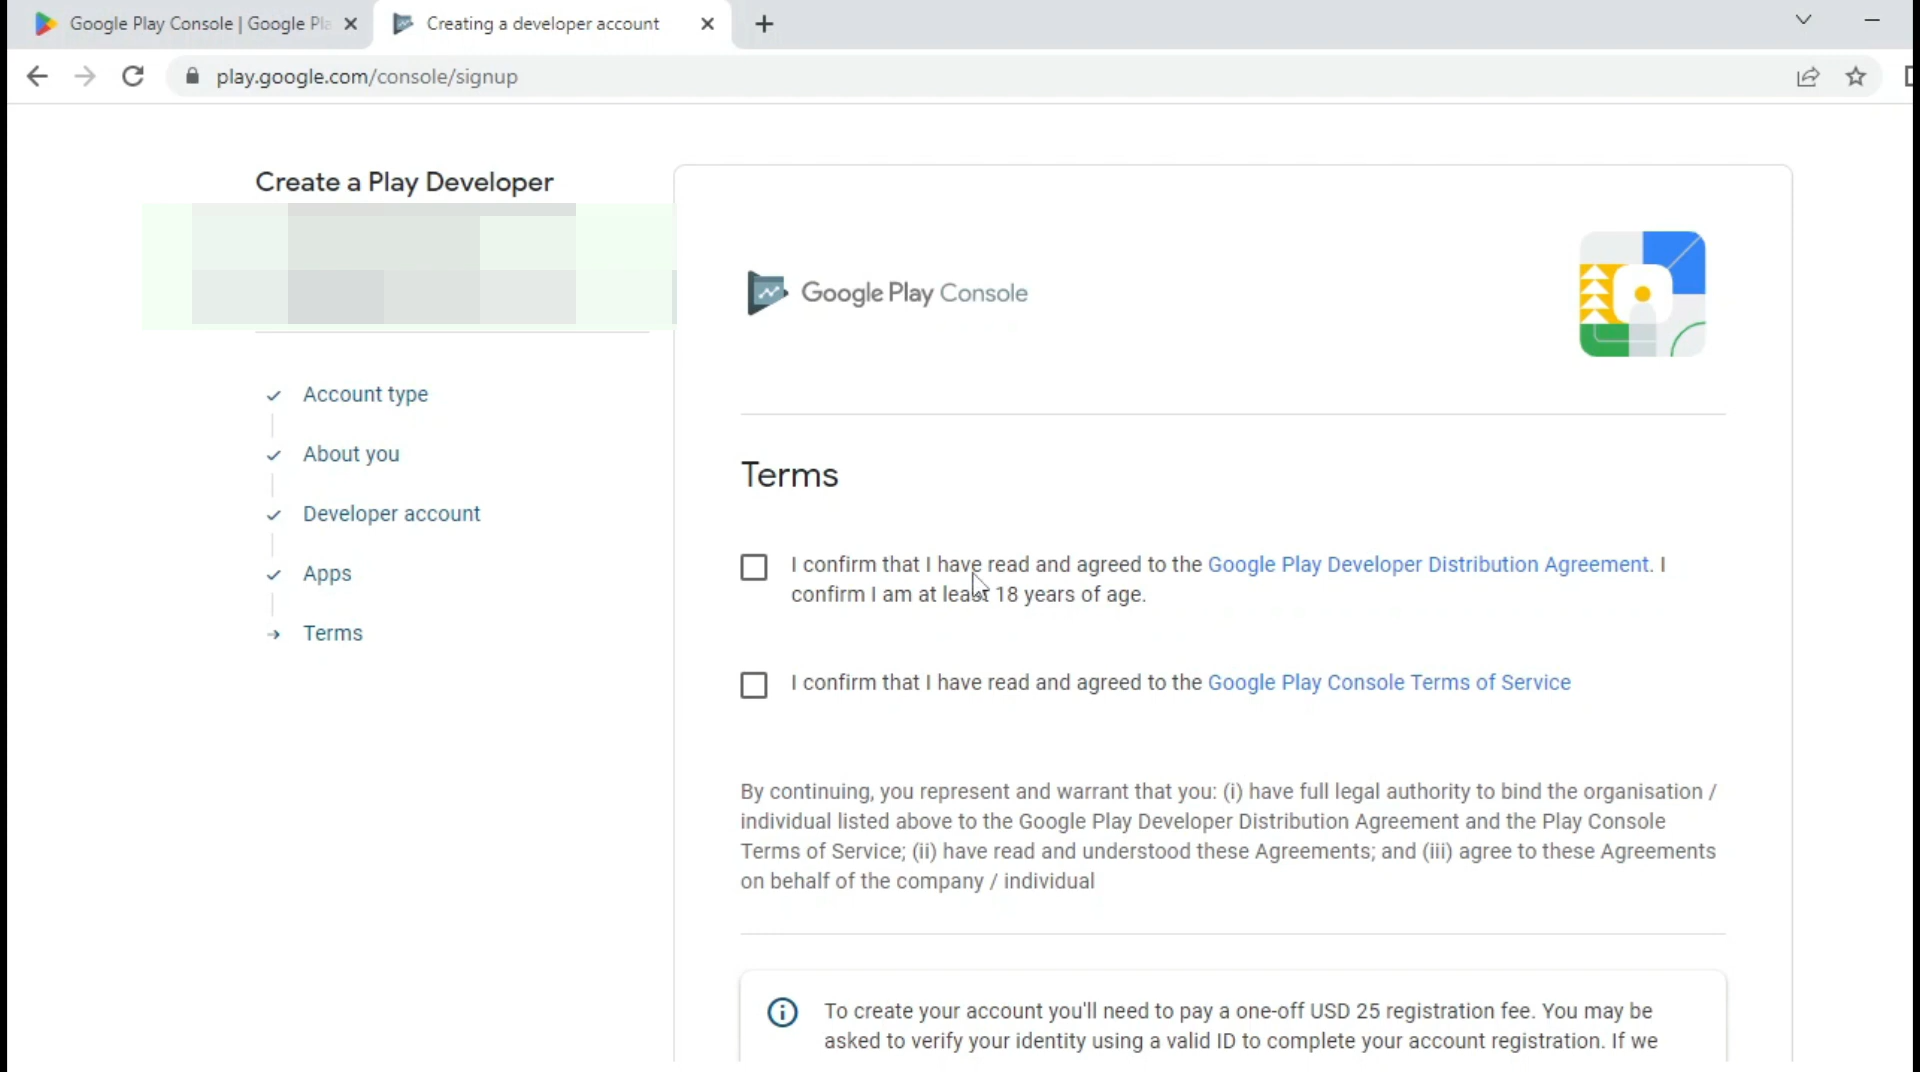 Google Play Console | Google Pla
Creating a developer account
play.google.com/console/signup
Create a Play Developer
Google Play Console
Account type
About you
Developer account
Apps
Terms
Terms
I confirm that I have read and agreed to the Google Play Developer Distribution Agreement. I
confirm I am at least 18 years of age.
I confirm that I have read and agreed to the Google Play Console Terms of Service
By continuing, you represent and warrant that you: (i) have full legal authority to bind the organisation /
individual listed above to the Google Play Developer Distribution Agreement and the Play Console
Terms of Service; (ii) have read and understood these Agreements; and (iii) agree to these Agreements
on behalf of the company / individual
To create your account you'll need to pay a one-off USD 25 registration fee. You may be
asked to verify your identity using a valid ID to complete your account registration. If we